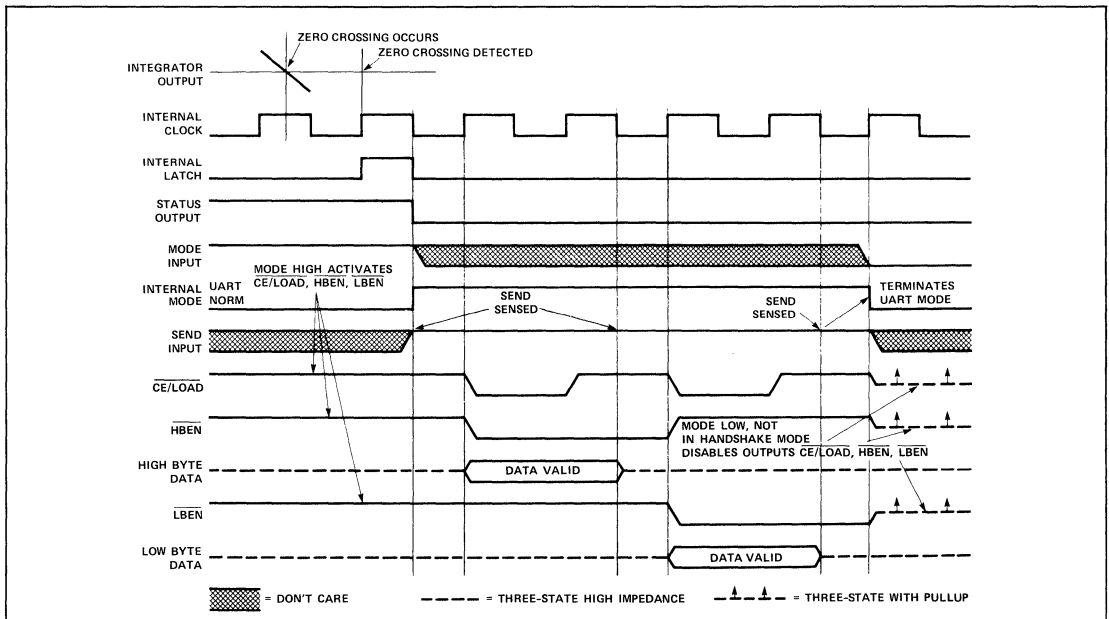 ZERO CROSSING OCCURS
ZERO CROSSING DETECTED
INTEGRATOR
OUTPUT
INTERNAL
CLOCK
INTERNAL
LATCH
STATUS
OUTPUT
MODE
INPUT
MODE HIGH ACTIVATES
CE/LOAD, HBEN, LBEN
INTERNAL
MODE
UART
NORM
SEND
SENSED
SEND
SENSED
TERMINATES
UART MODE
SEND
INPUT
CE/LOAD
HBEN
MODE LOW, NOT
IN HANDSHAKE MODE
DISABLES OUTPUTS CE/LOAD, HBEN, LBEN
HIGH BYTE
DATA
DATA VALID
LBEN
LOW BYTE
DATA
DATA VALID
= DON'T CARE
= THREE-STATE HIGH IMPEDANCE
= THREE-STATE WITH PULLUP